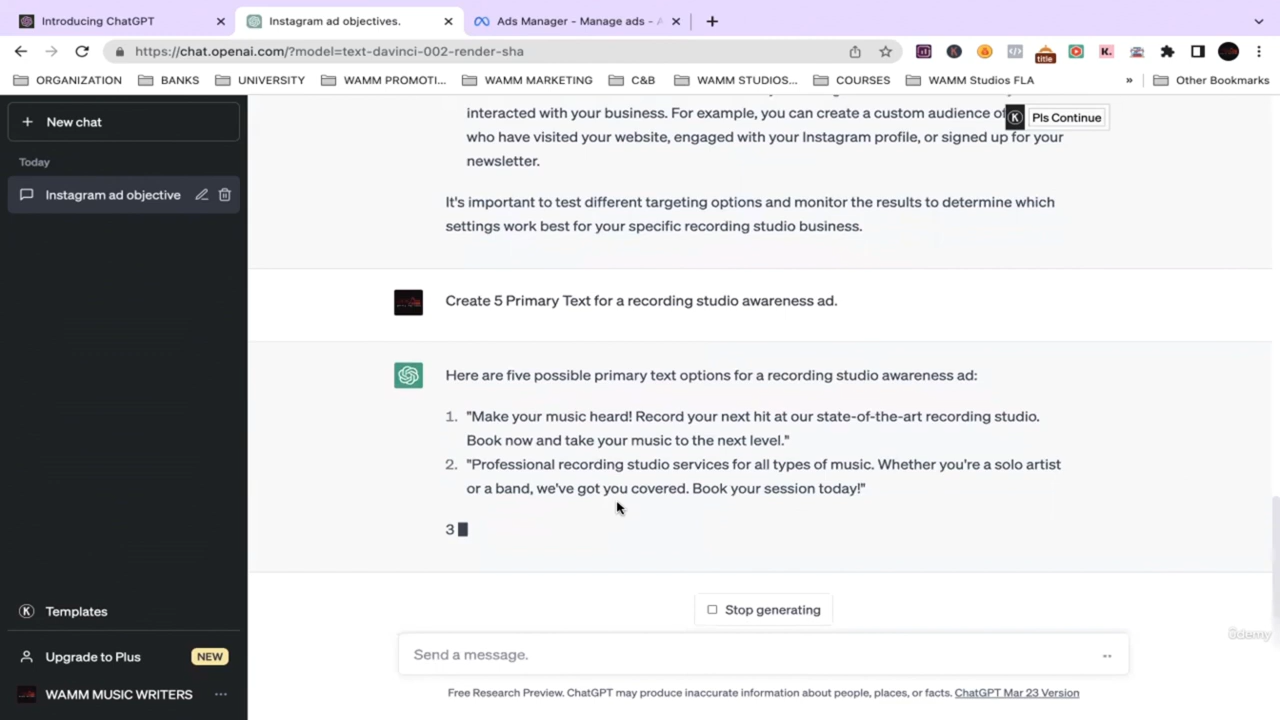 Introducing ChatGPT
Instagram ad objectives.
Ads Manager - Manage ads -
https://chat.openai.com/?model=text-davinci-002-render-sha
title
K.
ORGANIZATION
BANKS
UNIVERSITY
WAMM PROMOTI...
WAMM MARKETING
C&B
WAMM STUDIOS...
COURSES
WAMM Studios FLA
»
Other Bookmarks
+ New chat
Today
Instagram ad objective
Templates
Upgrade to Plus
NEW
WAMM MUSIC WRITERS
interacted with your business. For example, you can create a custom audience of
K Pls Continue
who have visited your website, engaged with your Instagram profile, or signed up for your
newsletter.
It's important to test different targeting options and monitor the results to determine which
settings work best for your specific recording studio business.
Create 5 Primary Text for a recording studio awareness ad.
Here are five possible primary text options for a recording studio awareness ad:
1. "Make your music heard! Record your next hit at our state-of-the-art recording studio.
Book now and take your music to the next level."
2. "Professional recording studio services for all types of music. Whether you're a solo artist
or a band, we've got you covered. Book your session today!"
3
Stop generating
Send a message.
Free Research Preview. ChatGPT may produce inaccurate information about people, places, or facts. ChatGPT Mar 23 Version
ûdemy